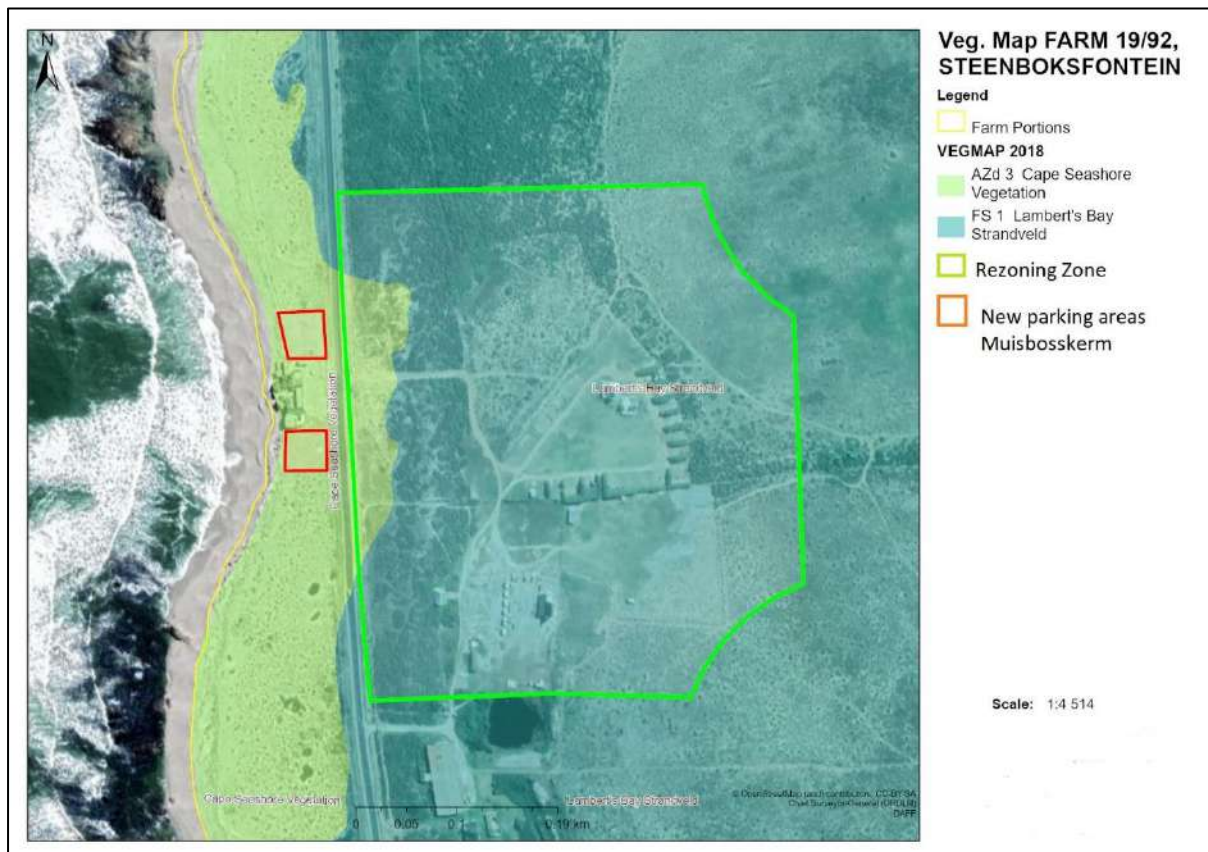 Veg. Map FARM 19/92,
STEENBOKSFONTEIN
Legend
Farm Portions
VEGMAP 2018
AZd 3 Cape Seashore
Vegetation
FS 1 Lambert's Bay
Strandveld
Rezoning Zone
New parking areas
Muisbosskerm
Scale: 1:4 514
N
Lambert's Bay Strandveld
Cape Seashore Vegetation
Cape Seashore Vegetation
Lambert's Bay Strandveld
0 0.05 0.1 0.19 km
© OpenStreetMap (and) contributors, CC-BY-SA
Chief Surveyor-General (DRDLR)
DAFF